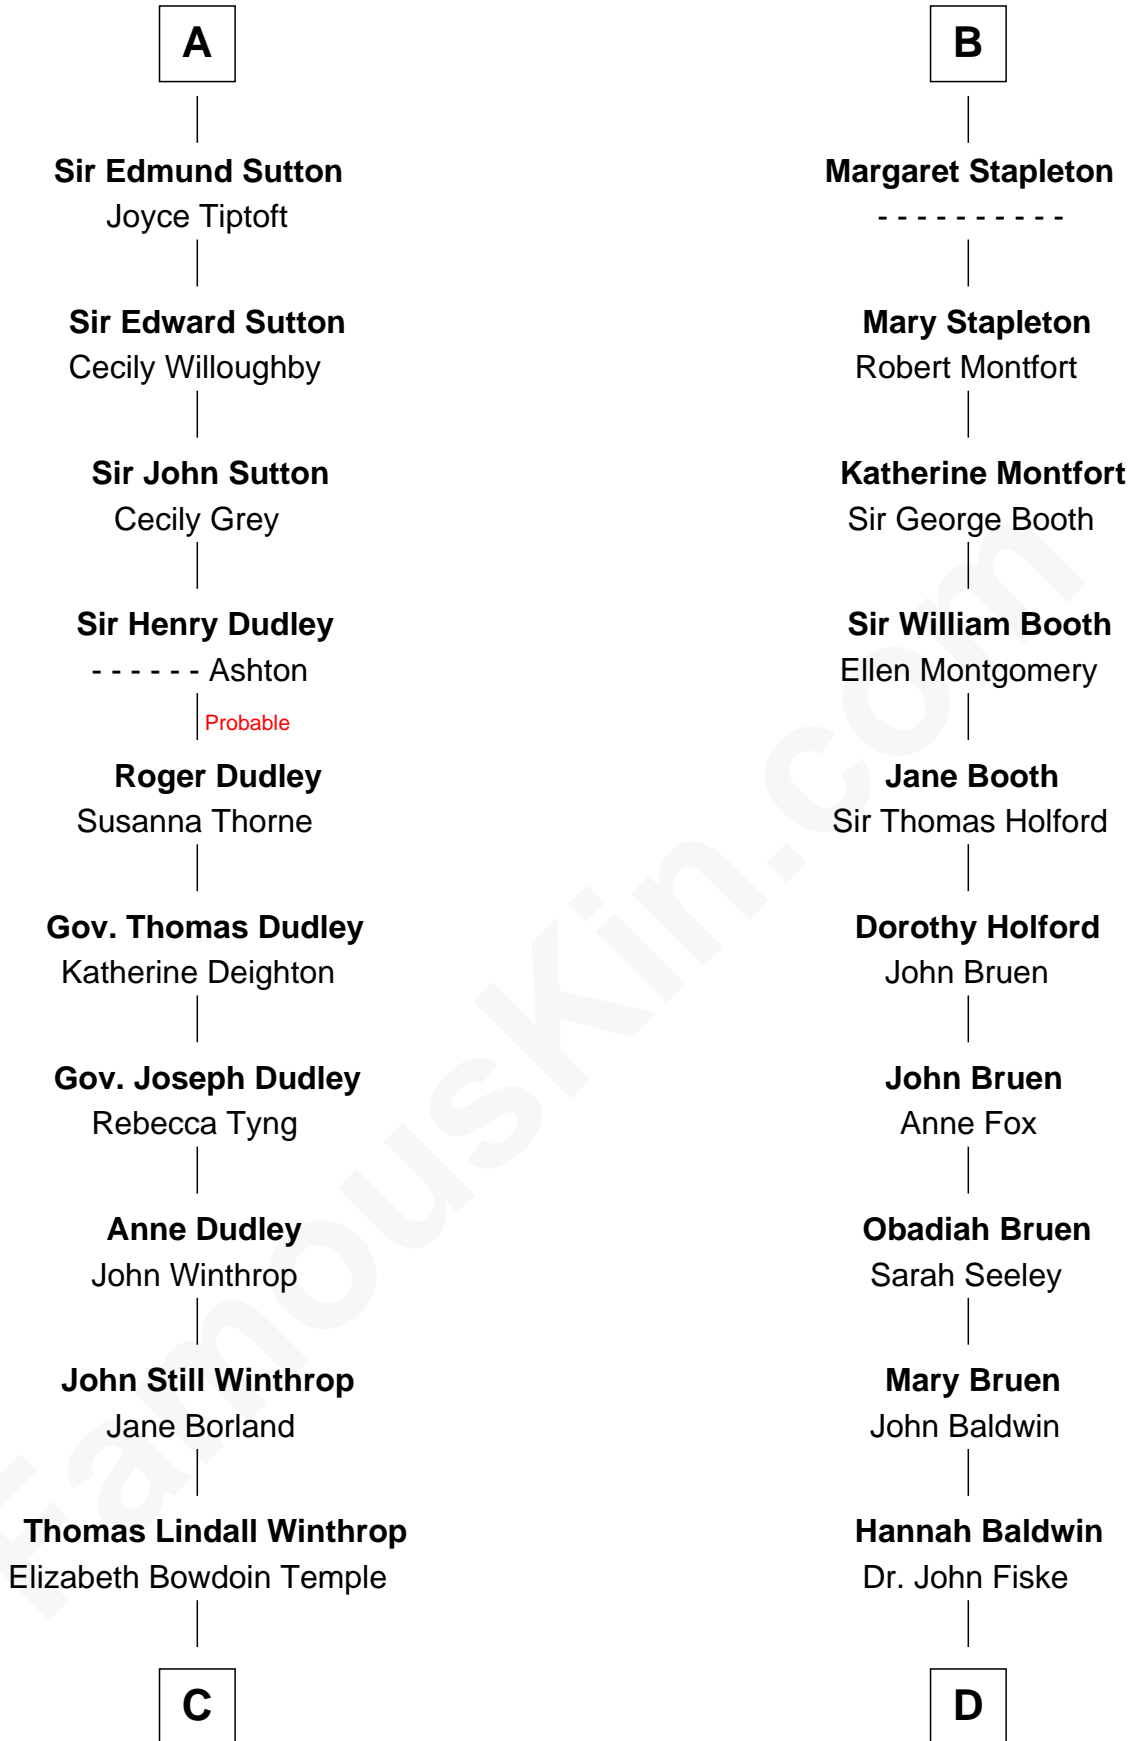 A
Sir Edmund Sutton
Joyce Tiptoft
Sir Edward Sutton
Cecily Willoughby
Sir John Sutton
Cecily Grey
Sir Henry Dudley
- - - - - - Ashton
Probable
Roger Dudley
Susanna Thorne
Gov. Thomas Dudley
Katherine Deighton
Gov. Joseph Dudley
Rebecca Tyng
Anne Dudley
John Winthrop
John Still Winthrop
Jane Borland
Thomas Lindall Winthrop
Elizabeth Bowdoin Temple
C
B
Margaret Stapleton
- - - - - - - - - -
Mary Stapleton
Robert Montfort
Katherine Montfort
Sir George Booth
Sir William Booth
Ellen Montgomery
Jane Booth
Sir Thomas Holford
Dorothy Holford
John Bruen
John Bruen
Anne Fox
Obadiah Bruen
Sarah Seeley
Mary Bruen
John Baldwin
Hannah Baldwin
Dr. John Fiske
D
FamousKin.com